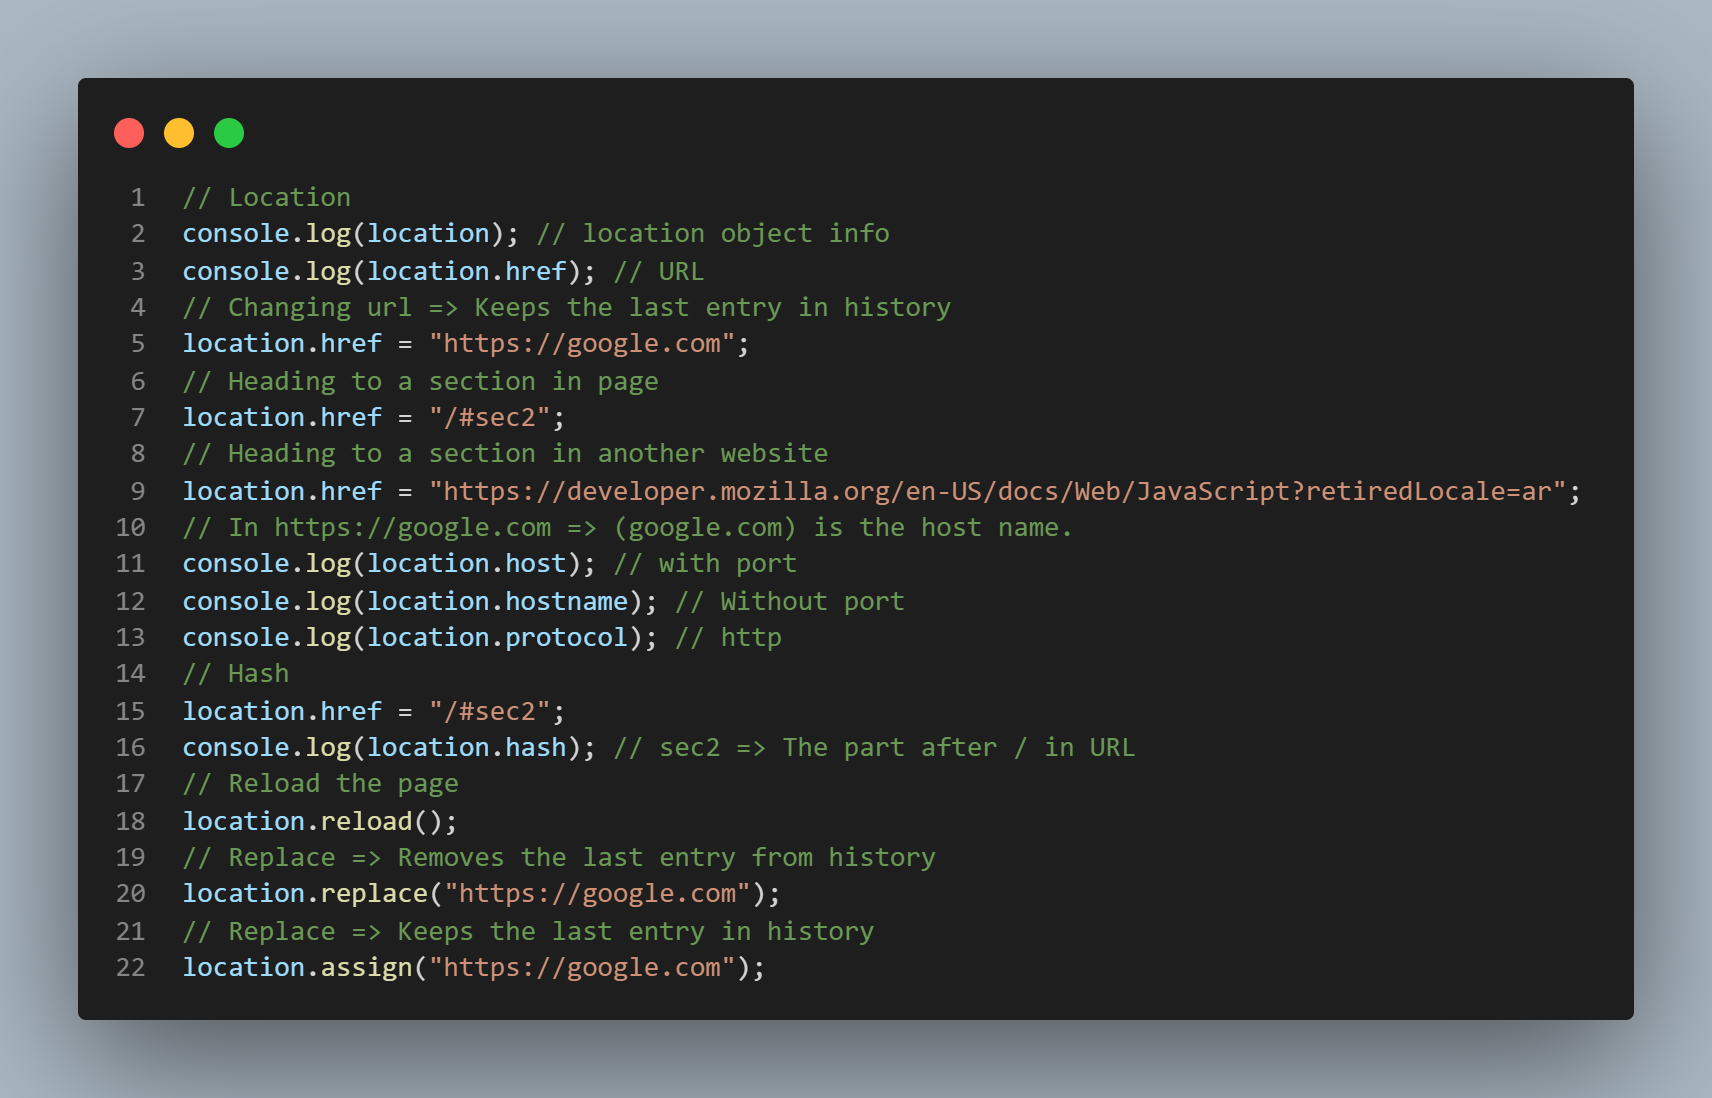 1 // Location
2 console.log(location); // location object info
3 console.log(location.href); // URL
4 // Changing url => Keeps the last entry in history
5 location.href = "https://google.com";
6 // Heading to a section in page
7 location.href = "/#sec2";
8 // Heading to a section in another website
9 location.href = "https://developer.mozilla.org/en-US/docs/Web/JavaScript?retiredLocale=ar";
10 // In https://google.com => (google.com) is the host name.
11 console.log(location.host); // with port
12 console.log(location.hostname); // Without port
13 console.log(location.protocol); // http
14 // Hash
15 location.href = "/#sec2";
16 console.log(location.hash); // sec2 => The part after / in URL
17 // Reload the page
18 location.reload();
19 // Replace => Removes the last entry from history
20 location.replace("https://google.com");
21 // Replace => Keeps the last entry in history
22 location.assign("https://google.com");